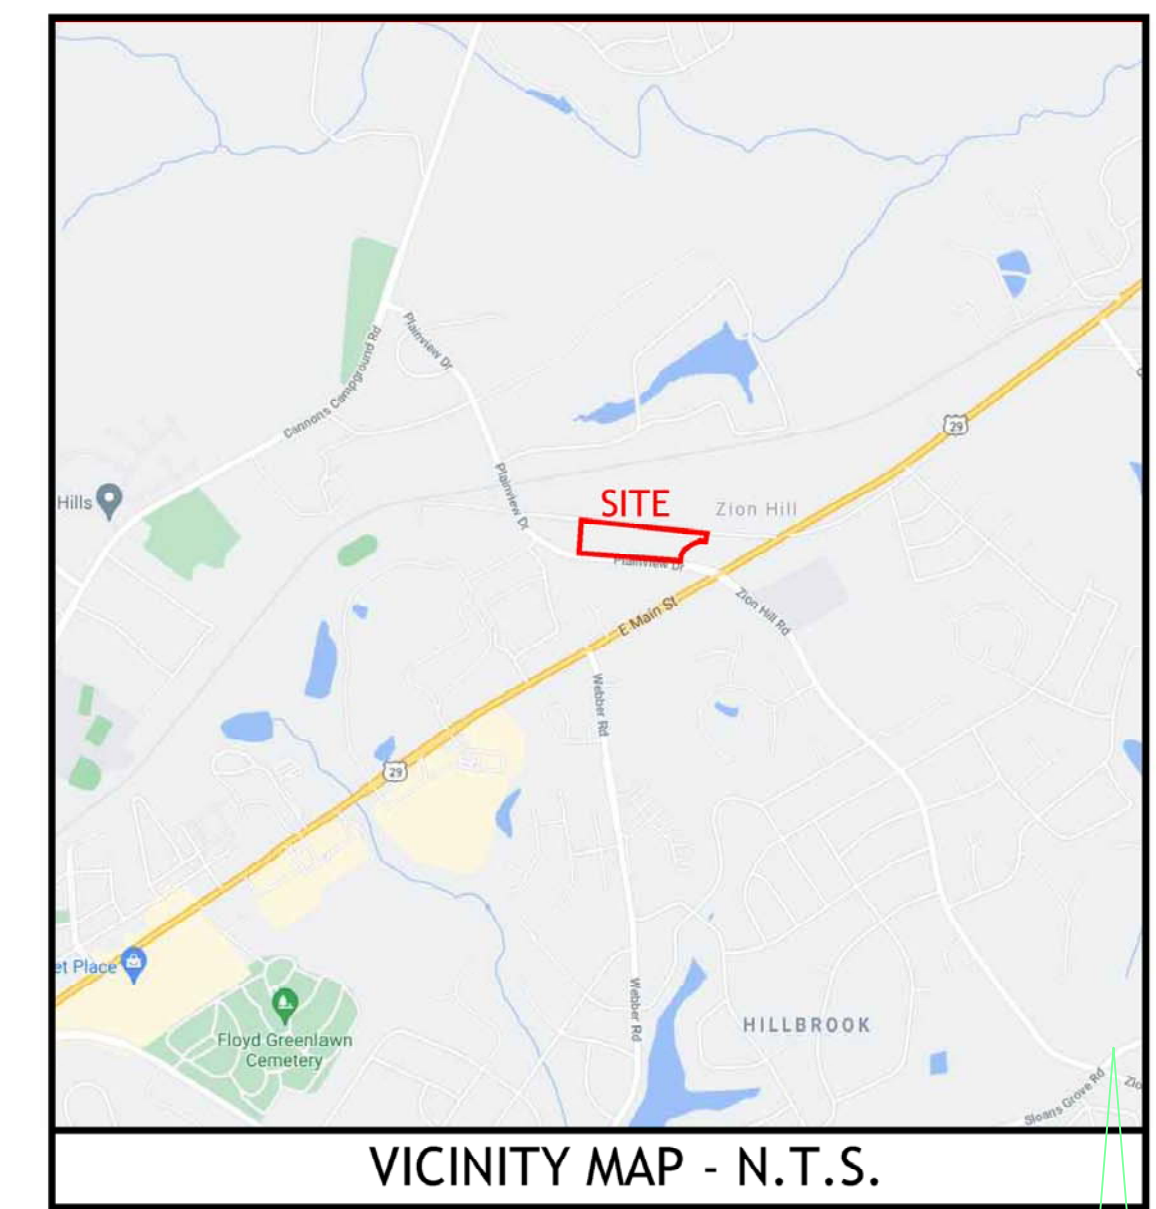 Plainview Dr
Cannons Campground Rd
29
Hills
Plainview Dr
SITE
Zion Hill
Plainview Dr
Zion Hill Rd
E Main St
Webber Rd
29
et Place
Floyd Greenlawn
Cemetery
Webber Rd
HILLBROOK
Sloans Grove Rd
Zio
VICINITY MAP - N.T.S.